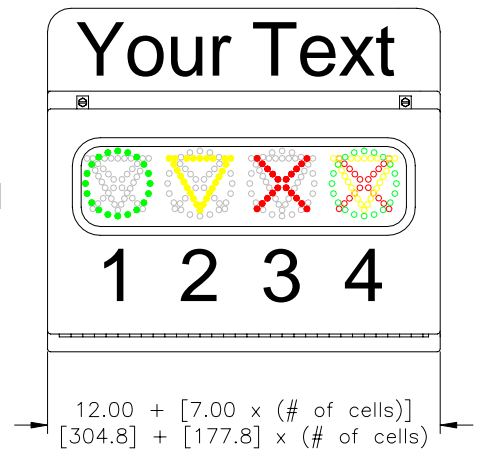 Your Text
1 2 3 4
12.00 + [7.00 x (# of cells)]
[304.8] + [177.8] x (# of cells)